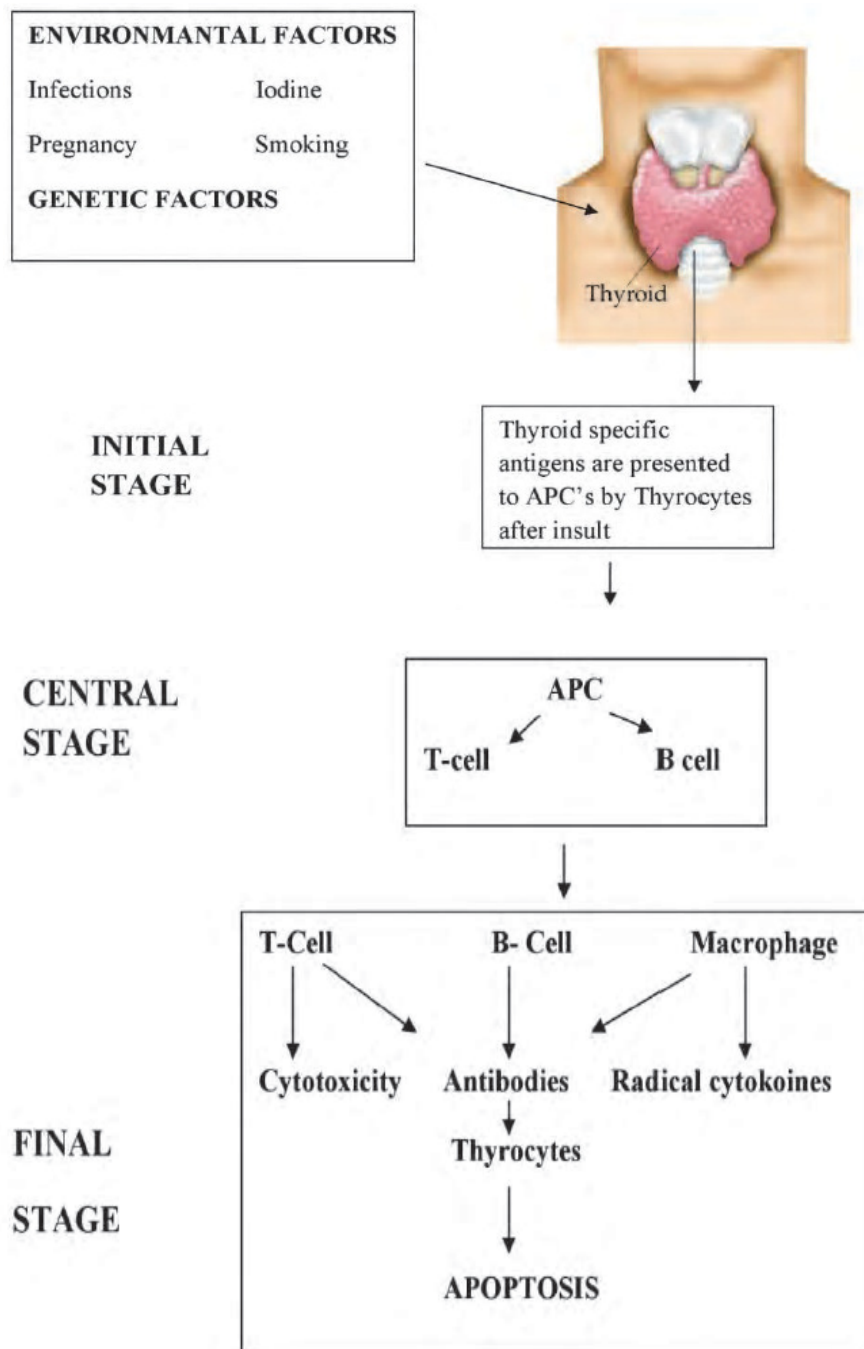 ENVIRONMANTAL FACTORS
Infections Iodine
Pregnancy Smoking
GENETIC FACTORS
Thyroid
INITIAL
STAGE
Thyroid specific
antigens are presented
to APC's by Thyrocytes
after insult
CENTRAL
STAGE
APC
T-cell B cell
T-Cell B- Cell Macrophage
Cytotoxicity Antibodies Radical cytokoines
Thyrocytes
FINAL
STAGE
APOPTOSIS